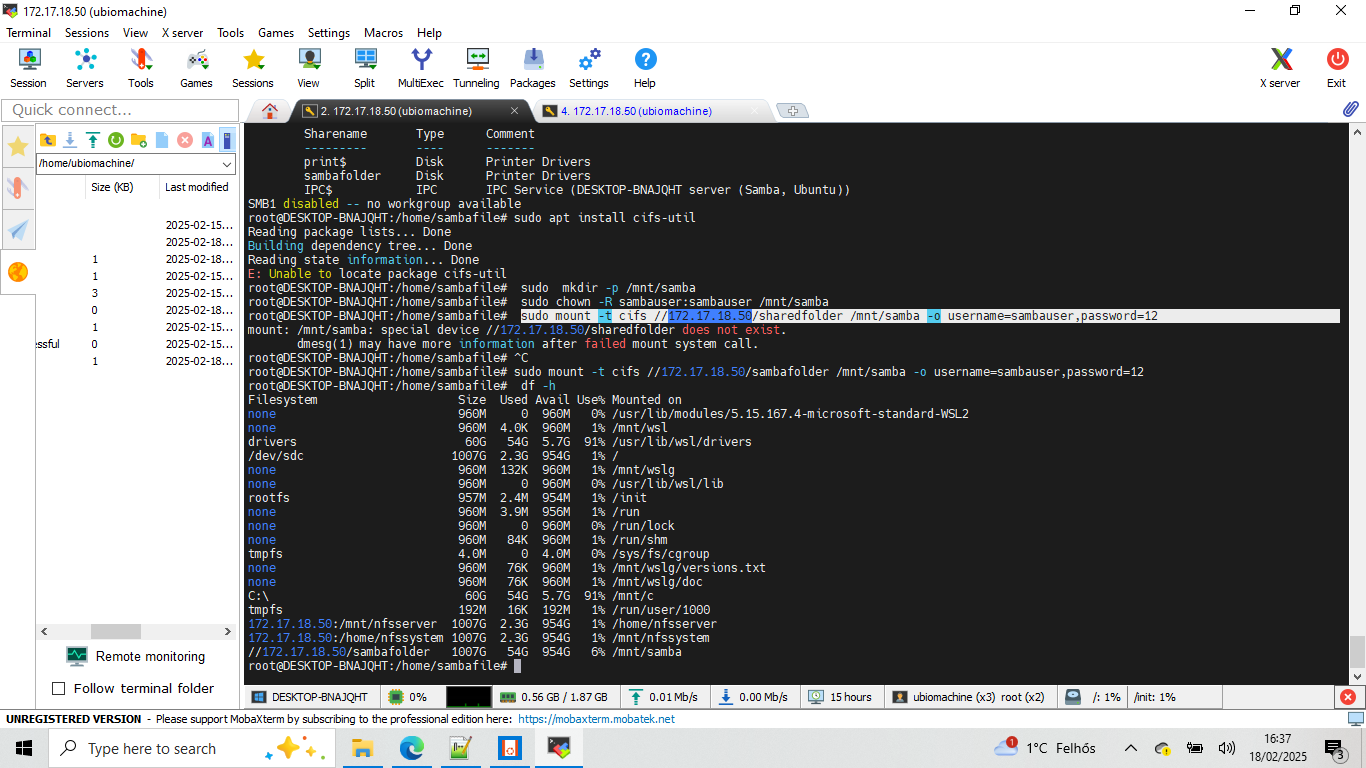 172.17.18.50 (ubiomachine)
Terminal Sessions View X server Tools Games Settings Macros Help
Session Servers Tools Games Sessions View Split MultiExec Tunneling Packages Settings Help X server Exit
Quick connect...
2. 172.17.18.50 (ubiomachine)
4. 172.17.18.50 (ubiomachine)
/home/ubiomachine/
Size (KB) Last modified
2025-02-15...
2025-02-18...
1 2025-02-18...
1 2025-02-15...
3 2025-02-15...
0 2025-02-18...
1 2025-02-15...
ssful 0 2025-02-15...
1 2025-02-18...
Remote monitoring
Follow terminal folder
Sharename Type Comment
--------- ---- -------
print$ Disk Printer Drivers
sambafolder Disk Printer Drivers
IPC$ IPC IPC Service (DESKTOP-BNAJQHT server (Samba, Ubuntu))
SMB1 disabled -- no workgroup available
root@DESKTOP-BNAJQHT:/home/sambafile# sudo apt install cifs-util
Reading package lists... Done
Building dependency tree... Done
Reading state information... Done
E: Unable to locate package cifs-util
root@DESKTOP-BNAJQHT:/home/sambafile#  sudo  mkdir -p /mnt/samba
root@DESKTOP-BNAJQHT:/home/sambafile#  sudo chown -R sambauser:sambauser /mnt/samba
root@DESKTOP-BNAJQHT:/home/sambafile#  sudo mount -t cifs //172.17.18.50/sharedfolder /mnt/samba -o username=sambauser,password=12
mount: /mnt/samba: special device //172.17.18.50/sharedfolder does not exist.
dmesg(1) may have more information after failed mount system call.
root@DESKTOP-BNAJQHT:/home/sambafile# ^C
root@DESKTOP-BNAJQHT:/home/sambafile# sudo mount -t cifs //172.17.18.50/sambafolder /mnt/samba -o username=sambauser,password=12
root@DESKTOP-BNAJQHT:/home/sambafile#  df -h
Filesystem Size Used Avail Use% Mounted on
none 960M 0 960M 0% /usr/lib/modules/5.15.167.4-microsoft-standard-WSL2
none 960M 4.0K 960M 1% /mnt/wsl
drivers 60G 54G 5.7G 91% /usr/lib/wsl/drivers
/dev/sdc 1007G 2.3G 954G 1% /
none 960M 132K 960M 1% /mnt/wslg
none 960M 0 960M 0% /usr/lib/wsl/lib
rootfs 957M 2.4M 954M 1% /init
none 960M 3.9M 956M 1% /run
none 960M 0 960M 0% /run/lock
none 960M 84K 960M 1% /run/shm
tmpfs 4.0M 0 4.0M 0% /sys/fs/cgroup
none 960M 76K 960M 1% /mnt/wslg/versions.txt
none 960M 76K 960M 1% /mnt/wslg/doc
C:\ 60G 54G 5.7G 91% /mnt/c
tmpfs 192M 16K 192M 1% /run/user/1000
172.17.18.50:/mnt/nfsserver 1007G 2.3G 954G 1% /home/nfsserver
172.17.18.50:/home/nfssystem 1007G 2.3G 954G 1% /mnt/nfssystem
//172.17.18.50/sambafolder 1007G 54G 954G 6% /mnt/samba
root@DESKTOP-BNAJQHT:/home/sambafile#
DESKTOP-BNAJQHT 0% 0.56 GB / 1.87 GB 0.01 Mb/s 0.00 Mb/s 15 hours ubiomachine (x3) root (x2) /: 1% /init: 1%
UNREGISTERED VERSION - Please support MobaXterm by subscribing to the professional edition here: https://mobaxterm.mobatek.net
Type here to search
1
1°C Felhős
16:37
18/02/2025
3